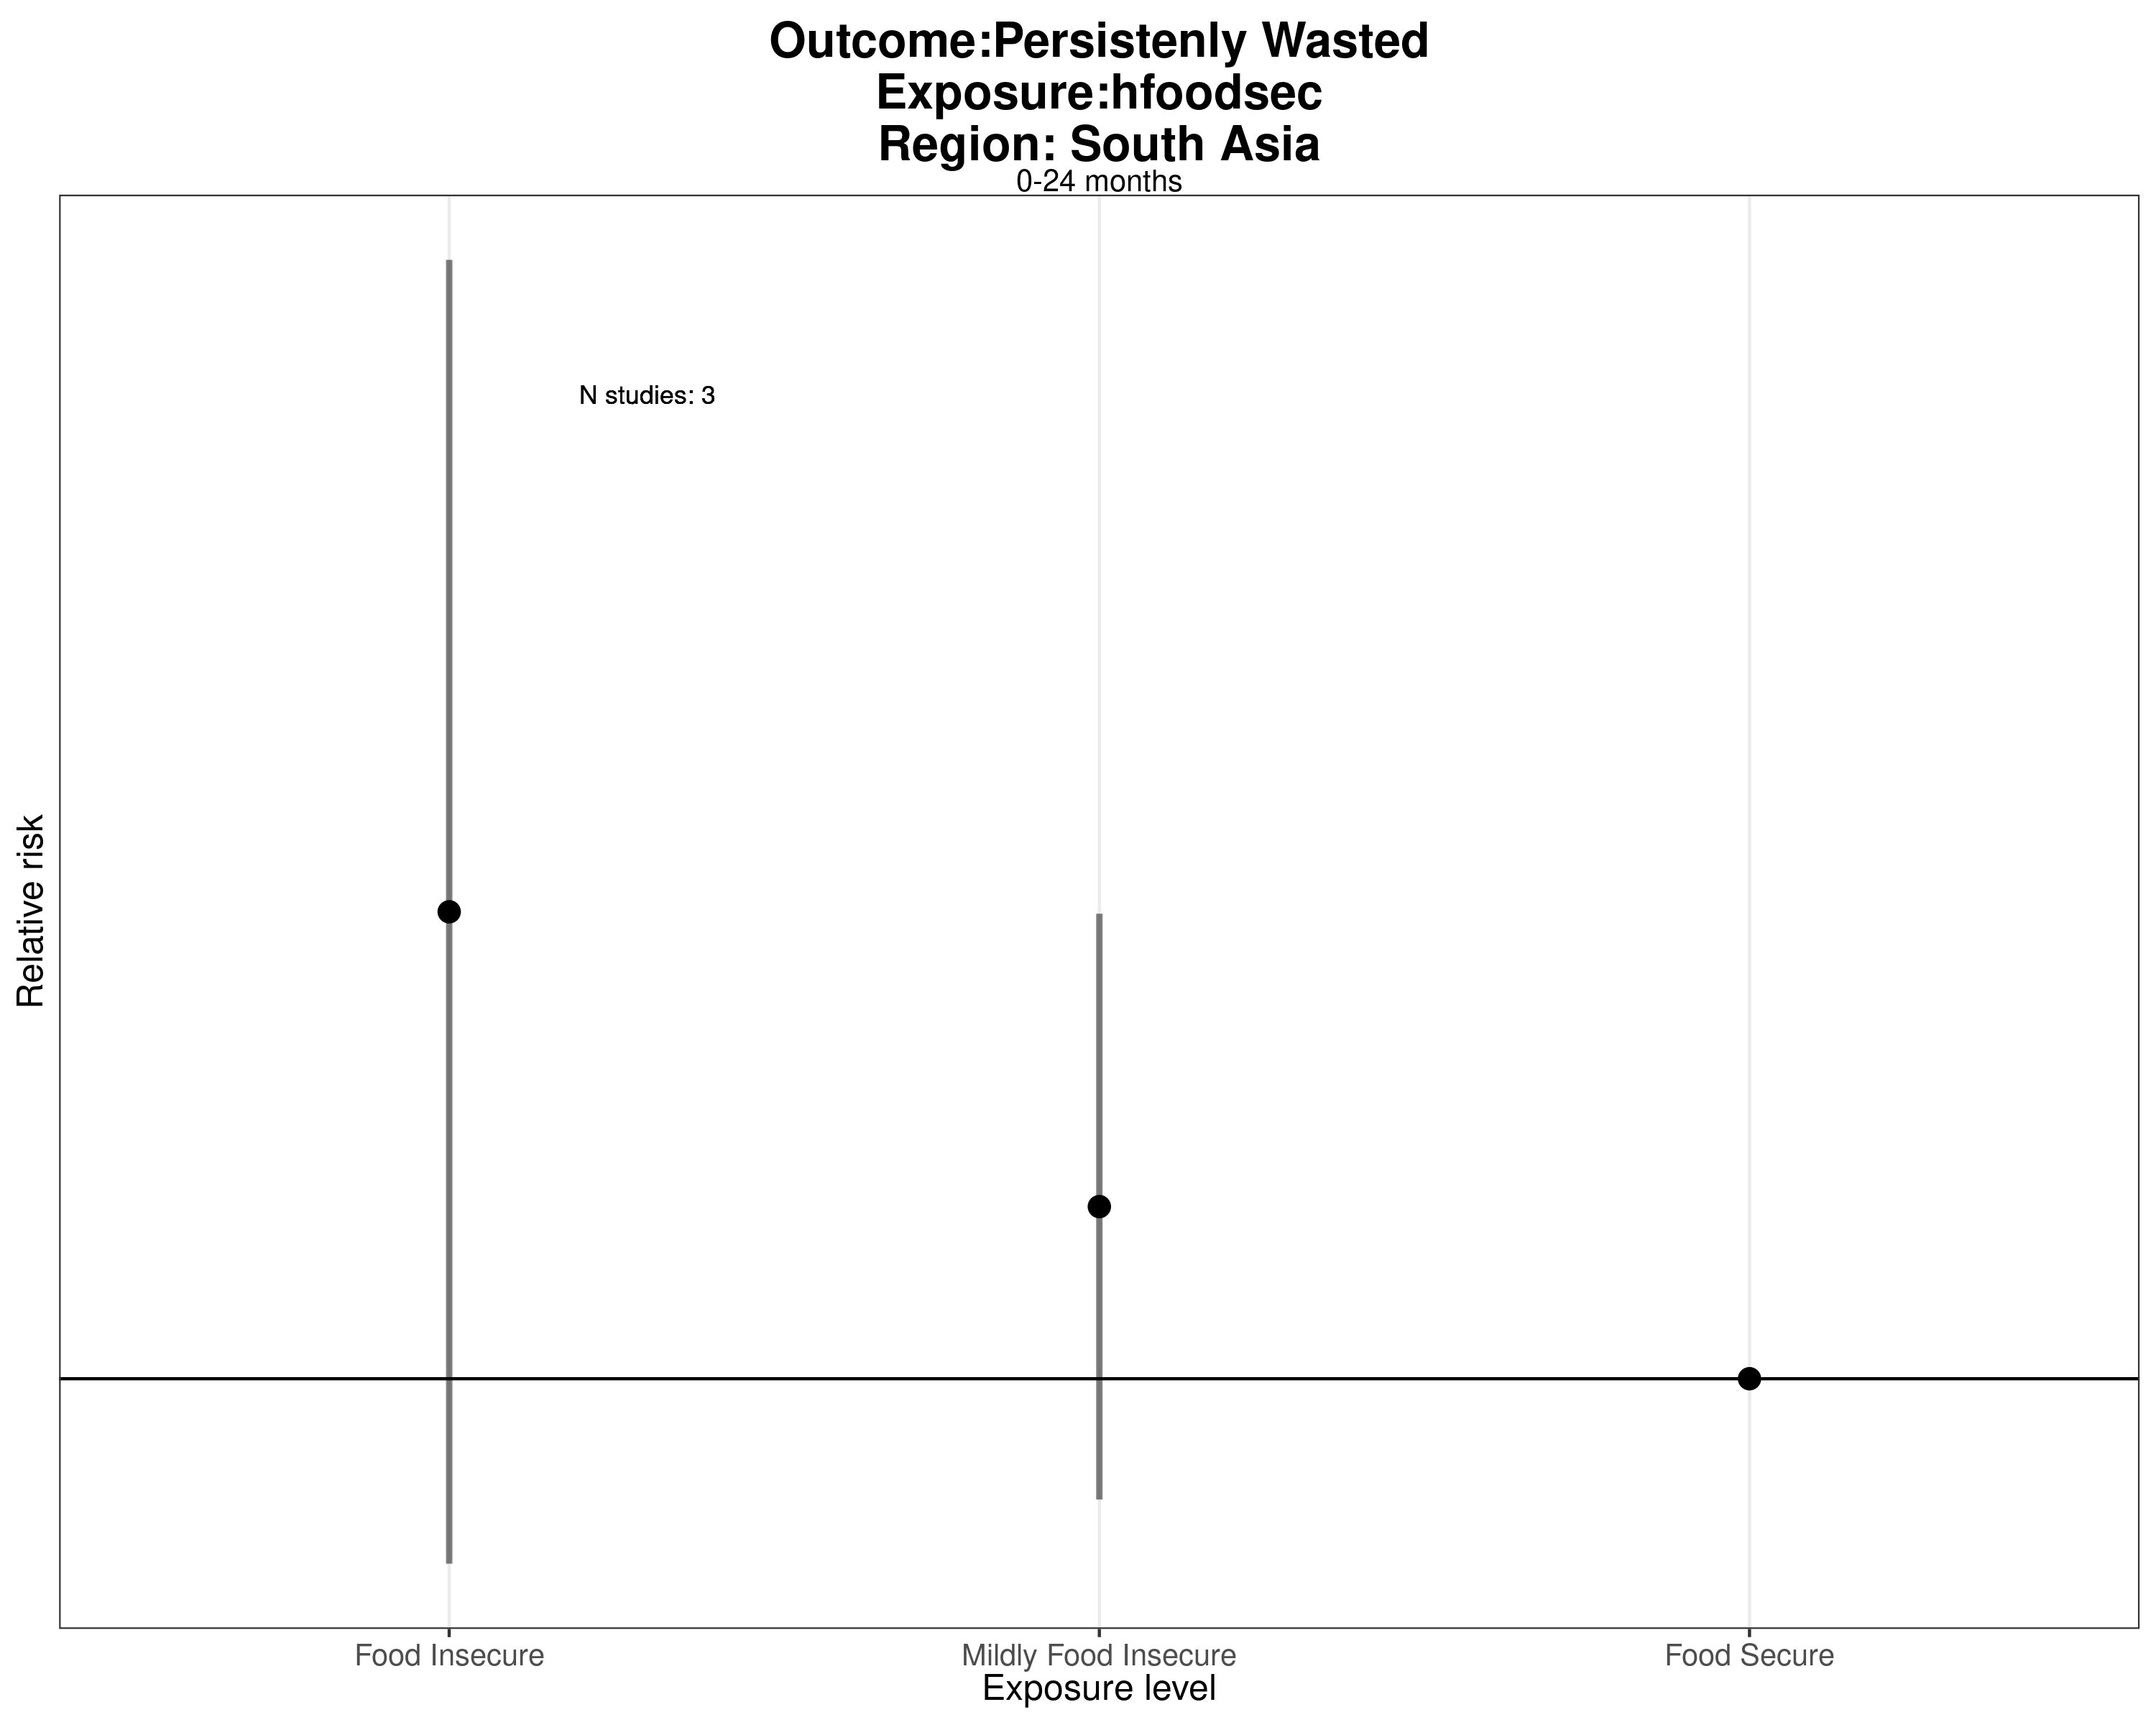 Outcome:Persistenly Wasted
Exposure:hfoodsec
Region: South Asia
0-24 months
N studies: 3
Relative risk
Food Insecure
Mildly Food Insecure
Food Secure
Exposure level